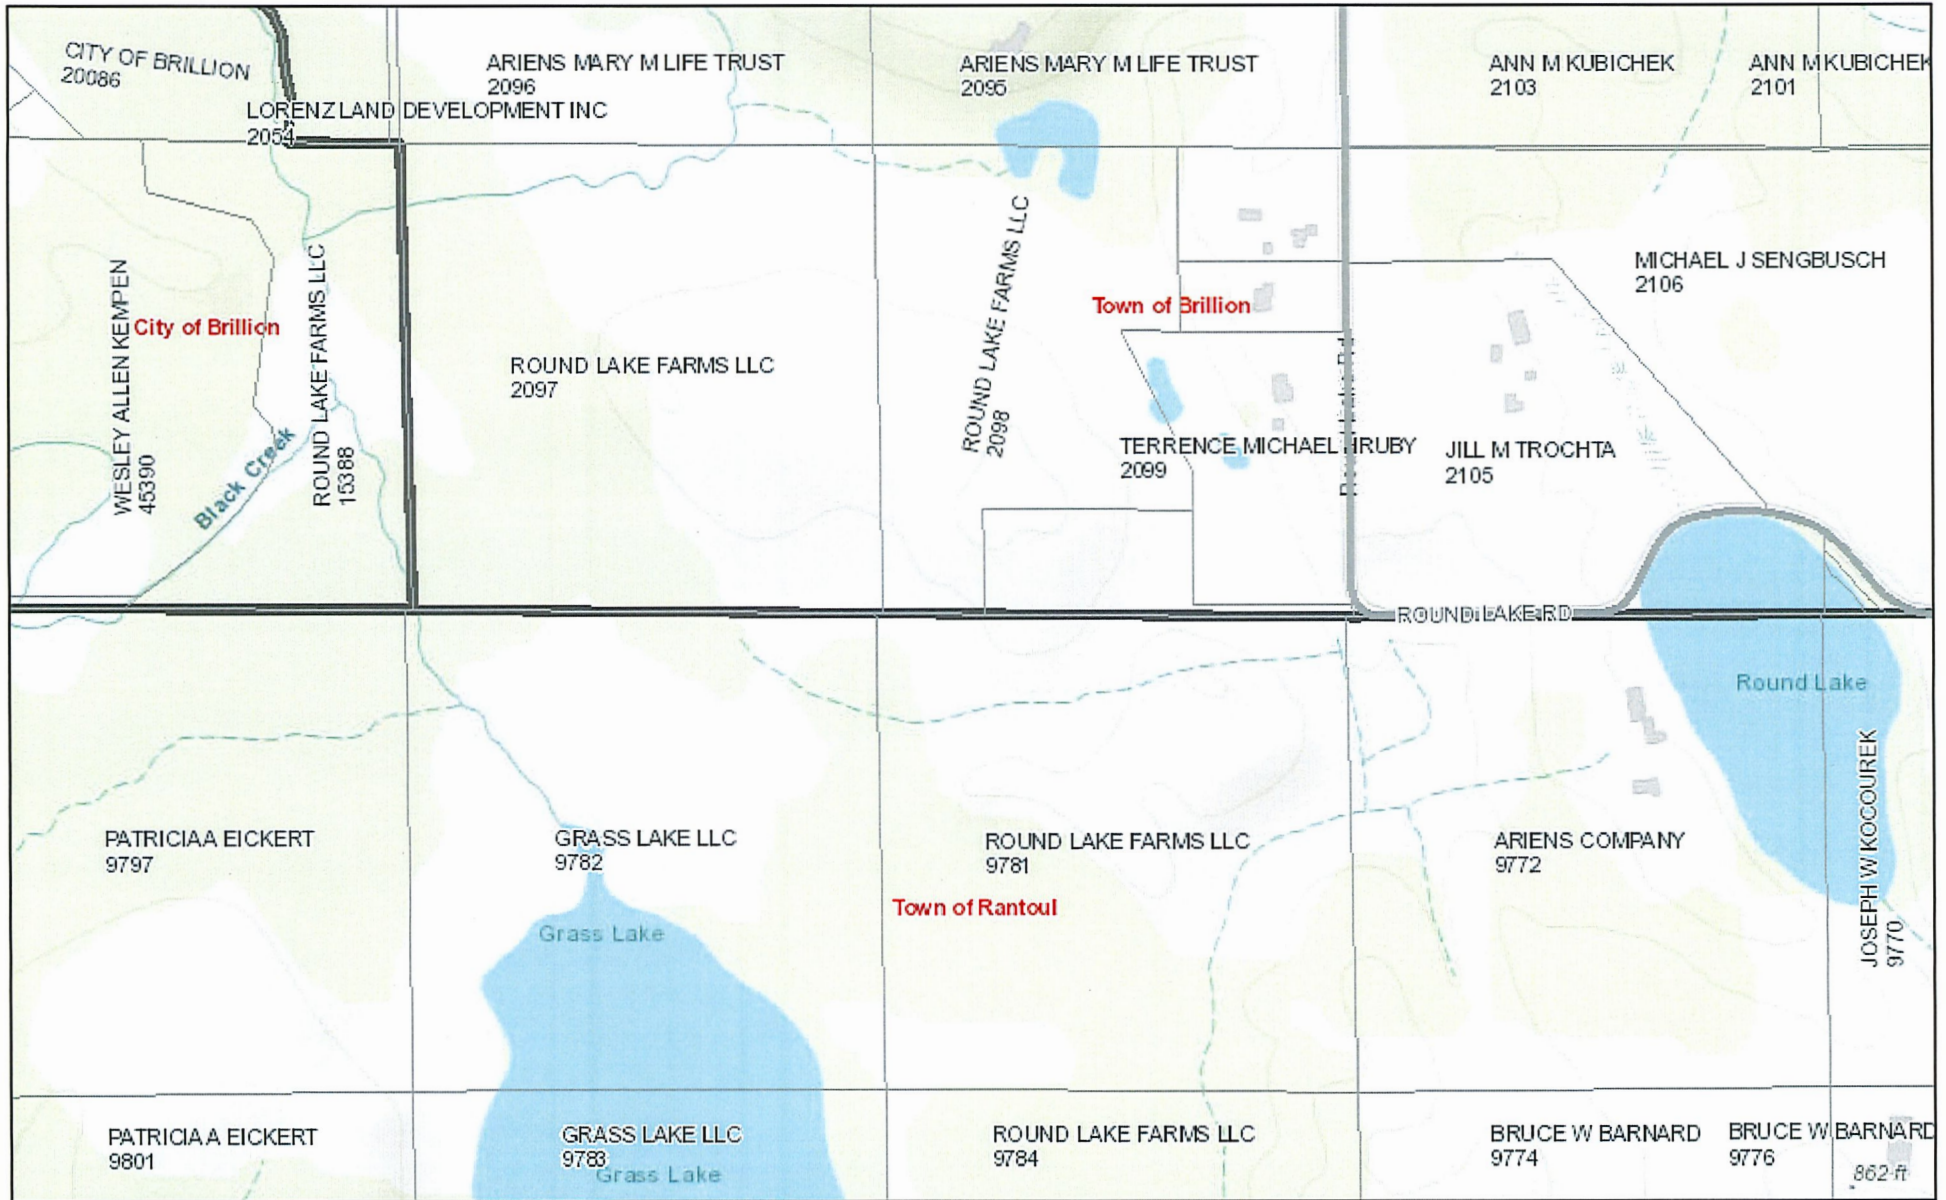 CITY OF BRILLION
20086
ARIENS MARY M LIFE TRUST
2096
ARIENS MARY M LIFE TRUST
2095
ANN M KUBICHEK
2103
ANN M KUBICHEK
2101
LORENZ LAND DEVELOPMENT INC
2054
WESLEY ALLEN KEMPEN
45390
City of Brillion
ROUND LAKE FARMS LLC
15388
Black Creek
ROUND LAKE FARMS LLC
2097
ROUND LAKE FARMS LLC
2098
Town of Brillion
TERRENCE MICHAEL HRUBY
2099
MICHAEL J SENGBUSCH
2106
JILL M TROCHTA
2105
ROUND LAKE RD
Round Lake
JOSEPH W KOCOUREK
9770
PATRICIA A EICKERT
9797
GRASS LAKE LLC
9782
ROUND LAKE FARMS LLC
9781
ARIENS COMPANY
9772
Town of Rantoul
Grass Lake
PATRICIA A EICKERT
9801
GRASS LAKE LLC
9783
Grass Lake
ROUND LAKE FARMS LLC
9784
BRUCE W BARNARD
9774
BRUCE W BARNARD
9776
862 ft